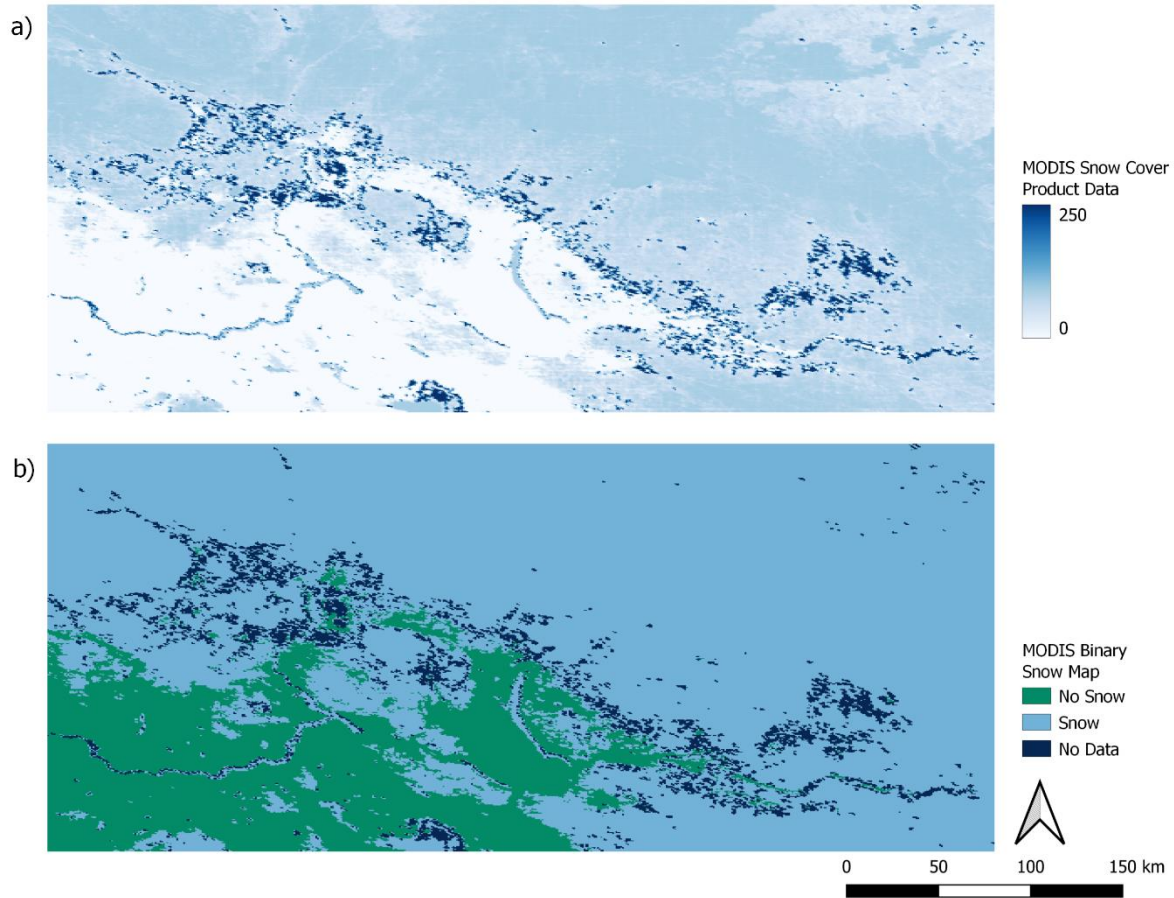 a)
MODIS Snow Cover
Product Data
250
0
b)
MODIS Binary
Snow Map
No Snow
Snow
No Data
0 50 100 150 km